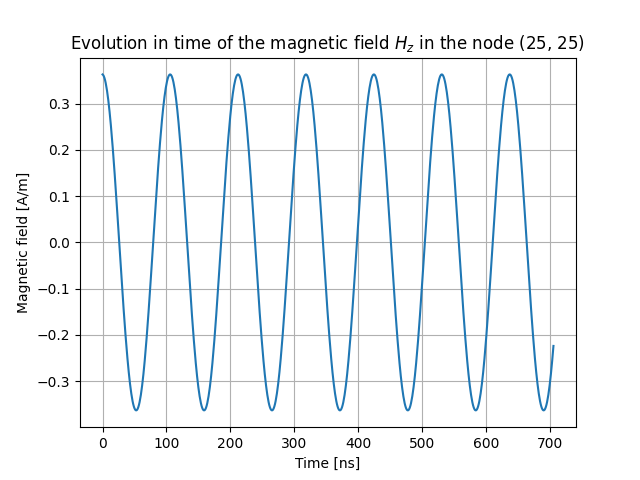 Evolution in time of the magnetic field $H_z$ in the node (25, 25)
Magnetic field [A/m]
0.3
0.2
0.1
0.0
−0.1
−0.2
−0.3
0 100 200 300 400 500 600 700
Time [ns]